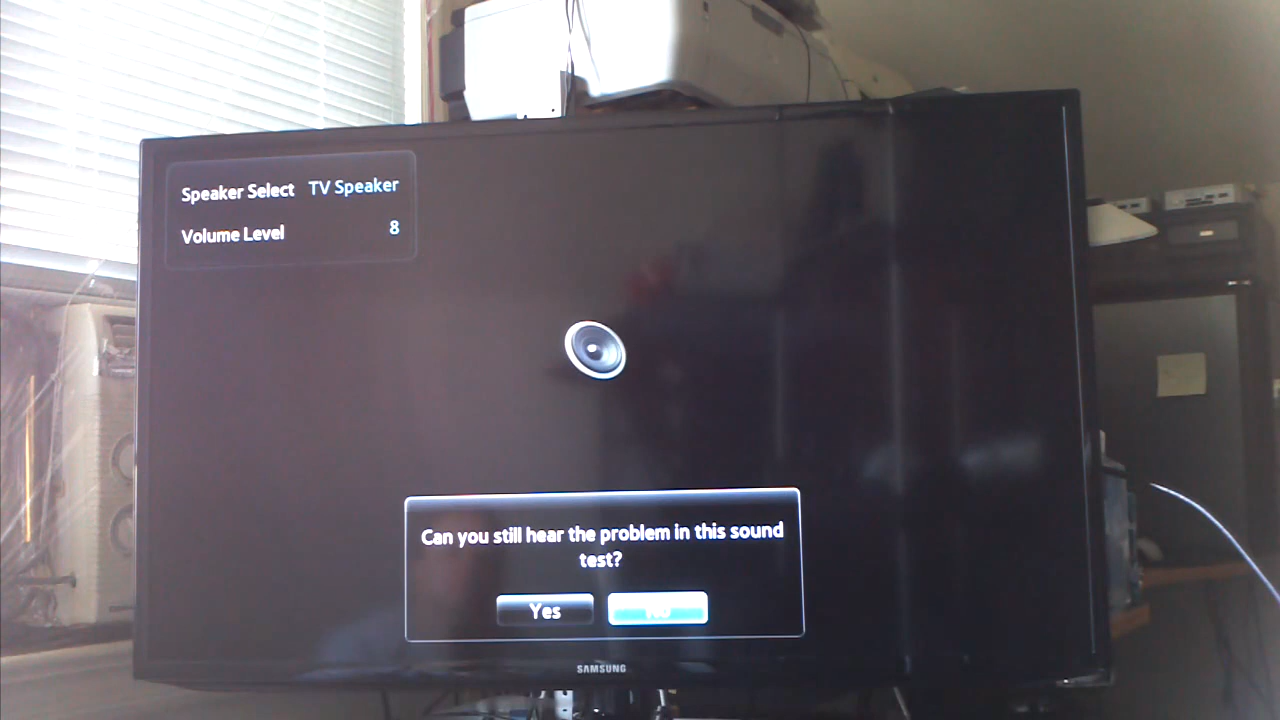 Speaker Select TV Speaker
Volume Level 8
Can you still hear the problem in this sound
test?
Yes No
SAMSUNG